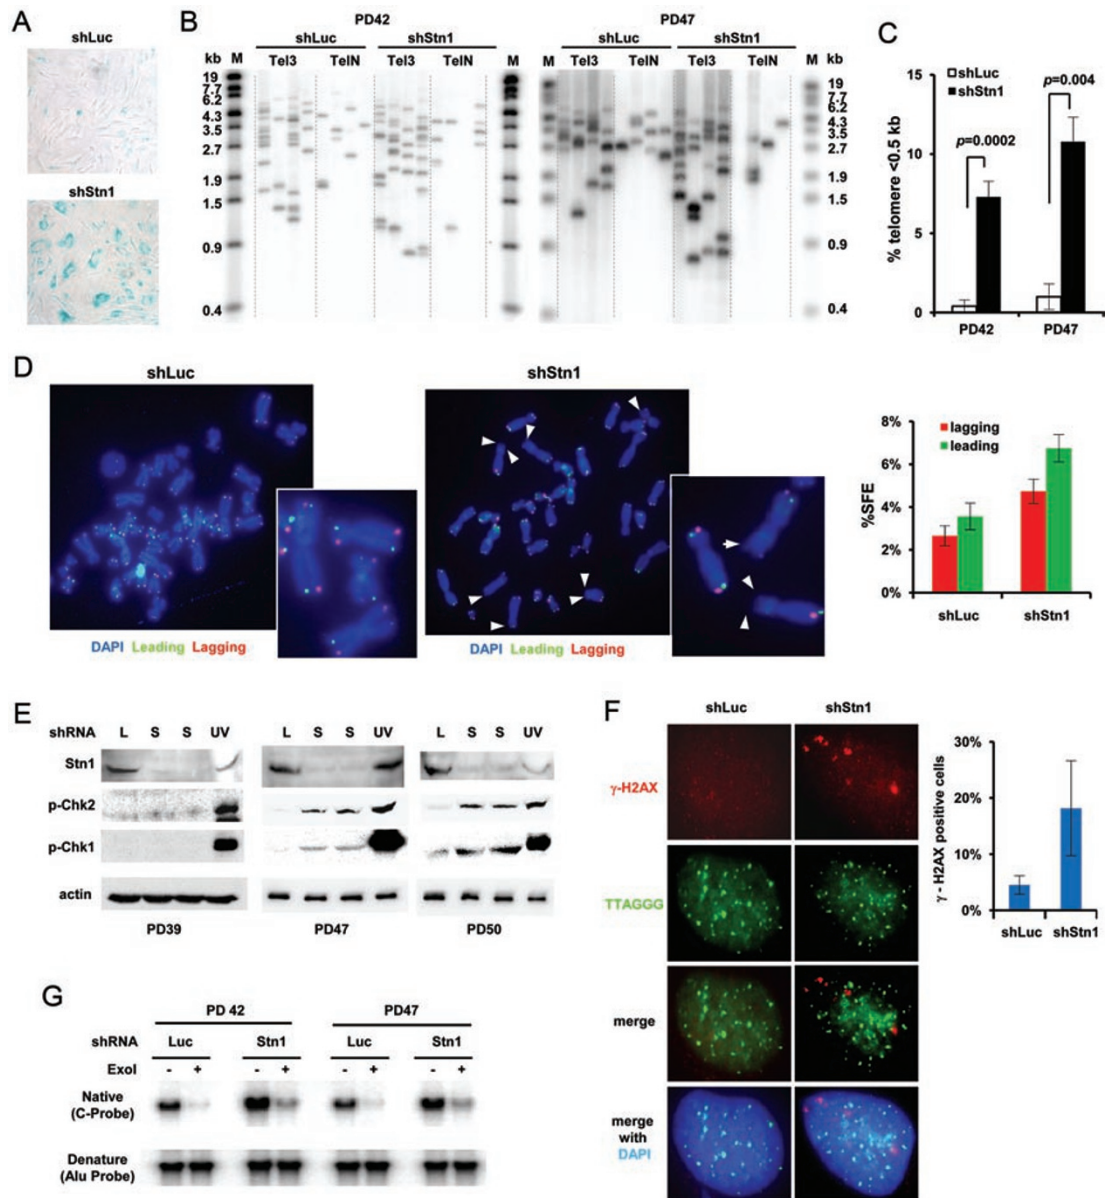 A
shLuc
shStn1
B
PD42
PD47
shLuc
shStn1
shLuc
shStn1
kb
M
Tel3
TelN
Tel3
TelN
M
M
Tel3
TelN
Tel3
TelN
M
kb
19
7.7
6.2
4.3
3.5
2.7
1.9
1.5
0.9
0.4
19
7.7
6.2
4.3
3.5
2.7
1.9
1.5
0.9
0.4
C
% telomere <0.5 kb
15
10
5
0
shLuc
shStn1
p=0.0002
p=0.004
PD42
PD47
D
shLuc
shStn1
DAPI Leading Lagging
DAPI Leading Lagging
%SFE
8%
6%
4%
2%
0%
lagging
leading
shLuc
shStn1
E
shRNA
L S S UV
L S S UV
L S S UV
Stn1
p-Chk2
p-Chk1
actin
PD39
PD47
PD50
F
shLuc
shStn1
γ-H2AX
TTAGGG
merge
merge
with
DAPI
γ - H2AX positive cells
30%
20%
10%
0%
shLuc
shStn1
G
PD 42
PD47
shRNA
Luc
Stn1
Luc
Stn1
ExoI
- + - + - + - +
Native
(C-Probe)
Denature
(Alu Probe)